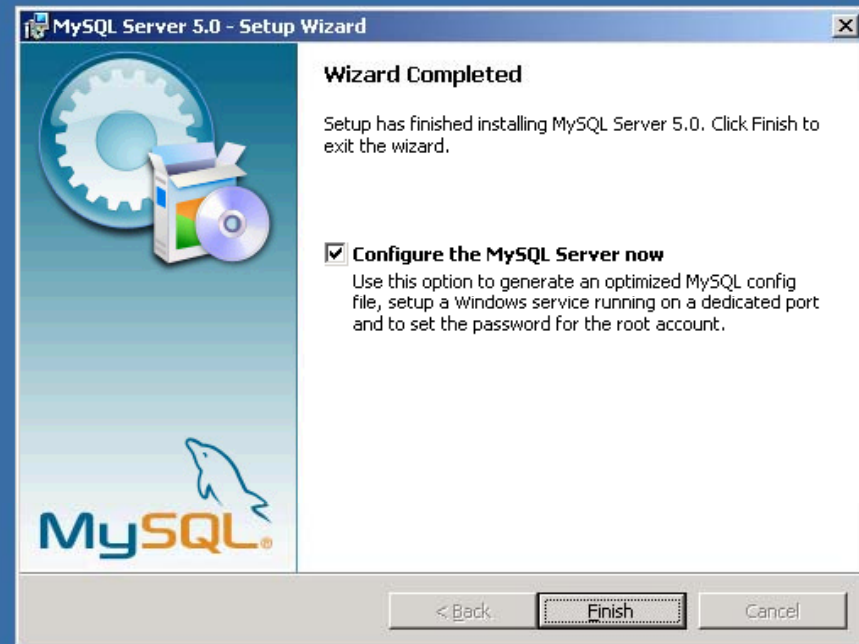 MySQL Server 5.0 - Setup Wizard
Wizard Completed
Setup has finished installing MySQL Server 5.0. Click Finish to
exit the wizard.
Configure the MySQL Server now
Use this option to generate an optimized MySQL config
file, setup a Windows service running on a dedicated port
and to set the password for the root account.
MySQL®
< Back
Finish
Cancel